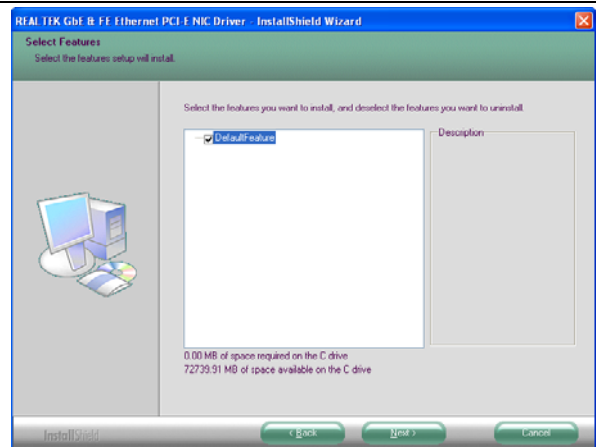 REALTEK GbE & FE Ethernet PCI-E NIC Driver - InstallShield Wizard
Select Features
Select the features setup will install.
Select the features you want to install, and deselect the features you want to uninstall.
DefaultFeature
Description
0.00 MB of space required on the C drive
72739.91 MB of space available on the C drive
InstallShield
< Back
Next >
Cancel